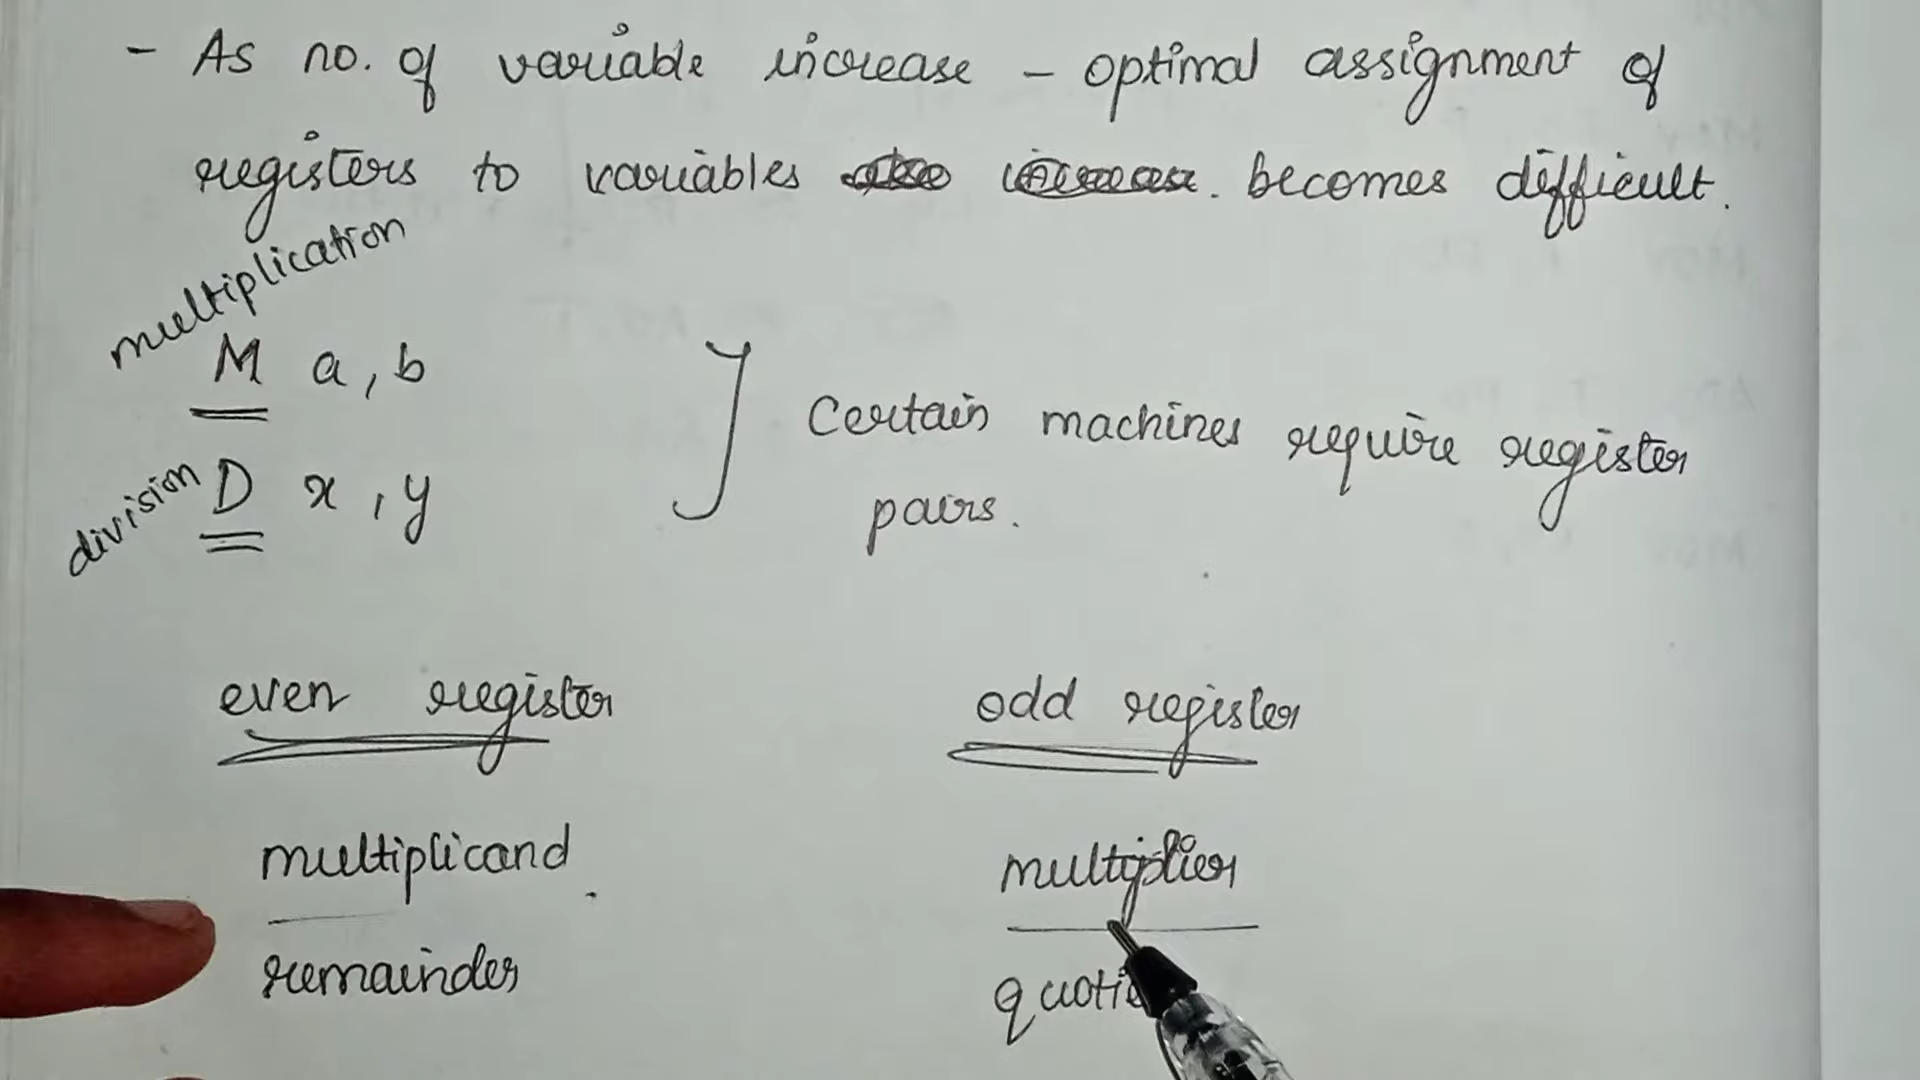 - As no. of variable increase - optimal assignment of
registers to variables becomes difficult.
multiplication
M a, b
division
D x, y
Certain machines require register
pairs.
even register
odd register
multiplicand
multiplier
remainder